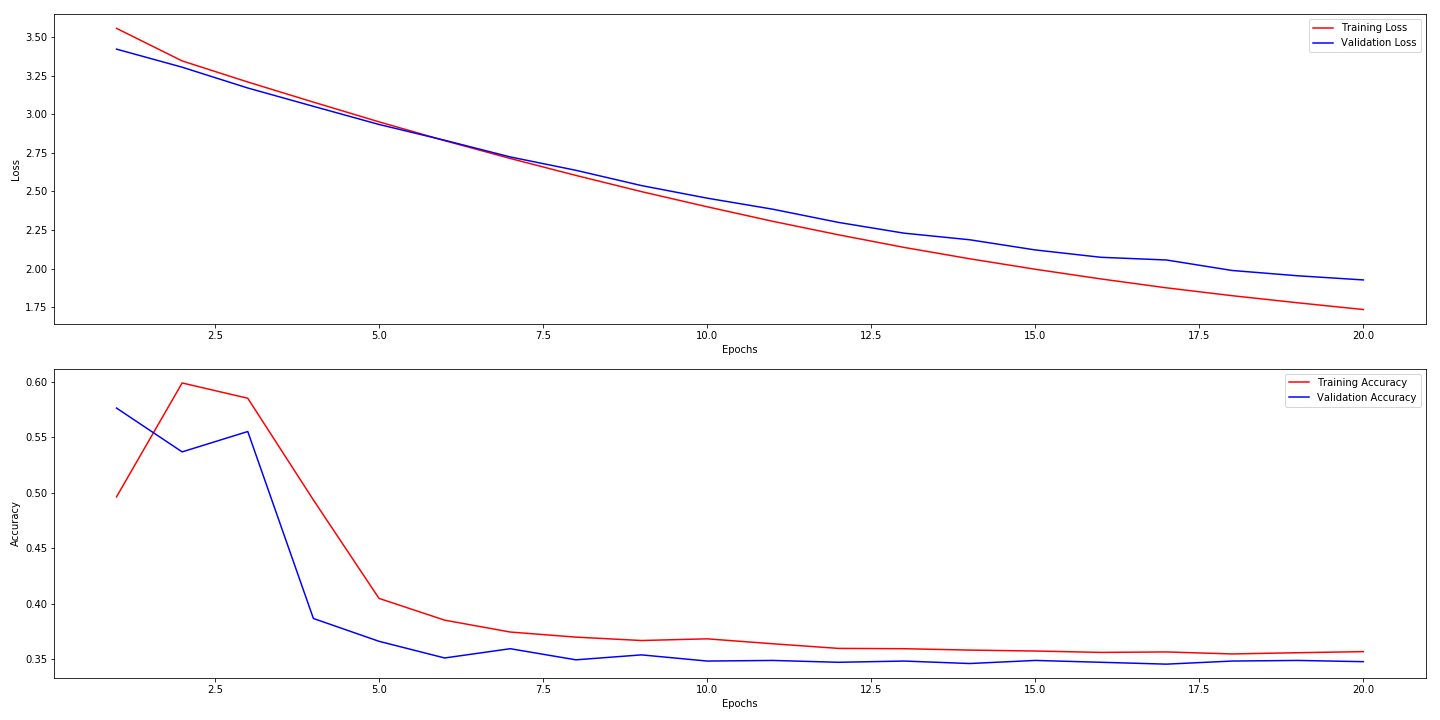 3.50
3.25
3.00
2.75
2.50
2.25
2.00
1.75
Loss
Training Loss
Validation Loss
2.5 5.0 7.5 10.0 12.5 15.0 17.5 20.0
Epochs
0.60
0.55
0.50
0.45
0.40
0.35
Accuracy
Training Accuracy
Validation Accuracy
2.5 5.0 7.5 10.0 12.5 15.0 17.5 20.0
Epochs